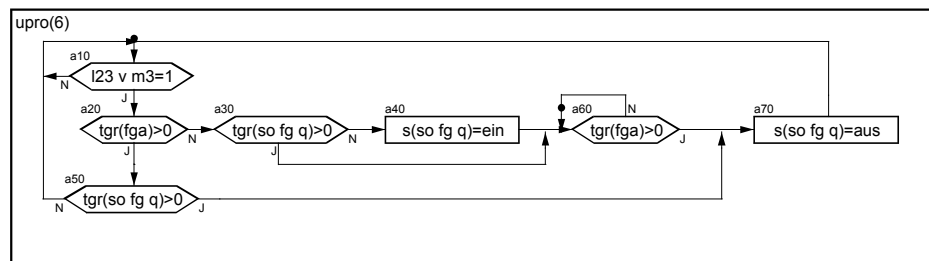 upro(6)
a10
l23 v m3=1
N
J
a20
tgr(fga)>0
N
J
a30
tgr(so fg q)>0
N
J
a40
s(so fg q)=ein
a60
N
tgr(fga)>0
J
a70
s(so fg q)=aus
a50
tgr(so fg q)>0
N
J